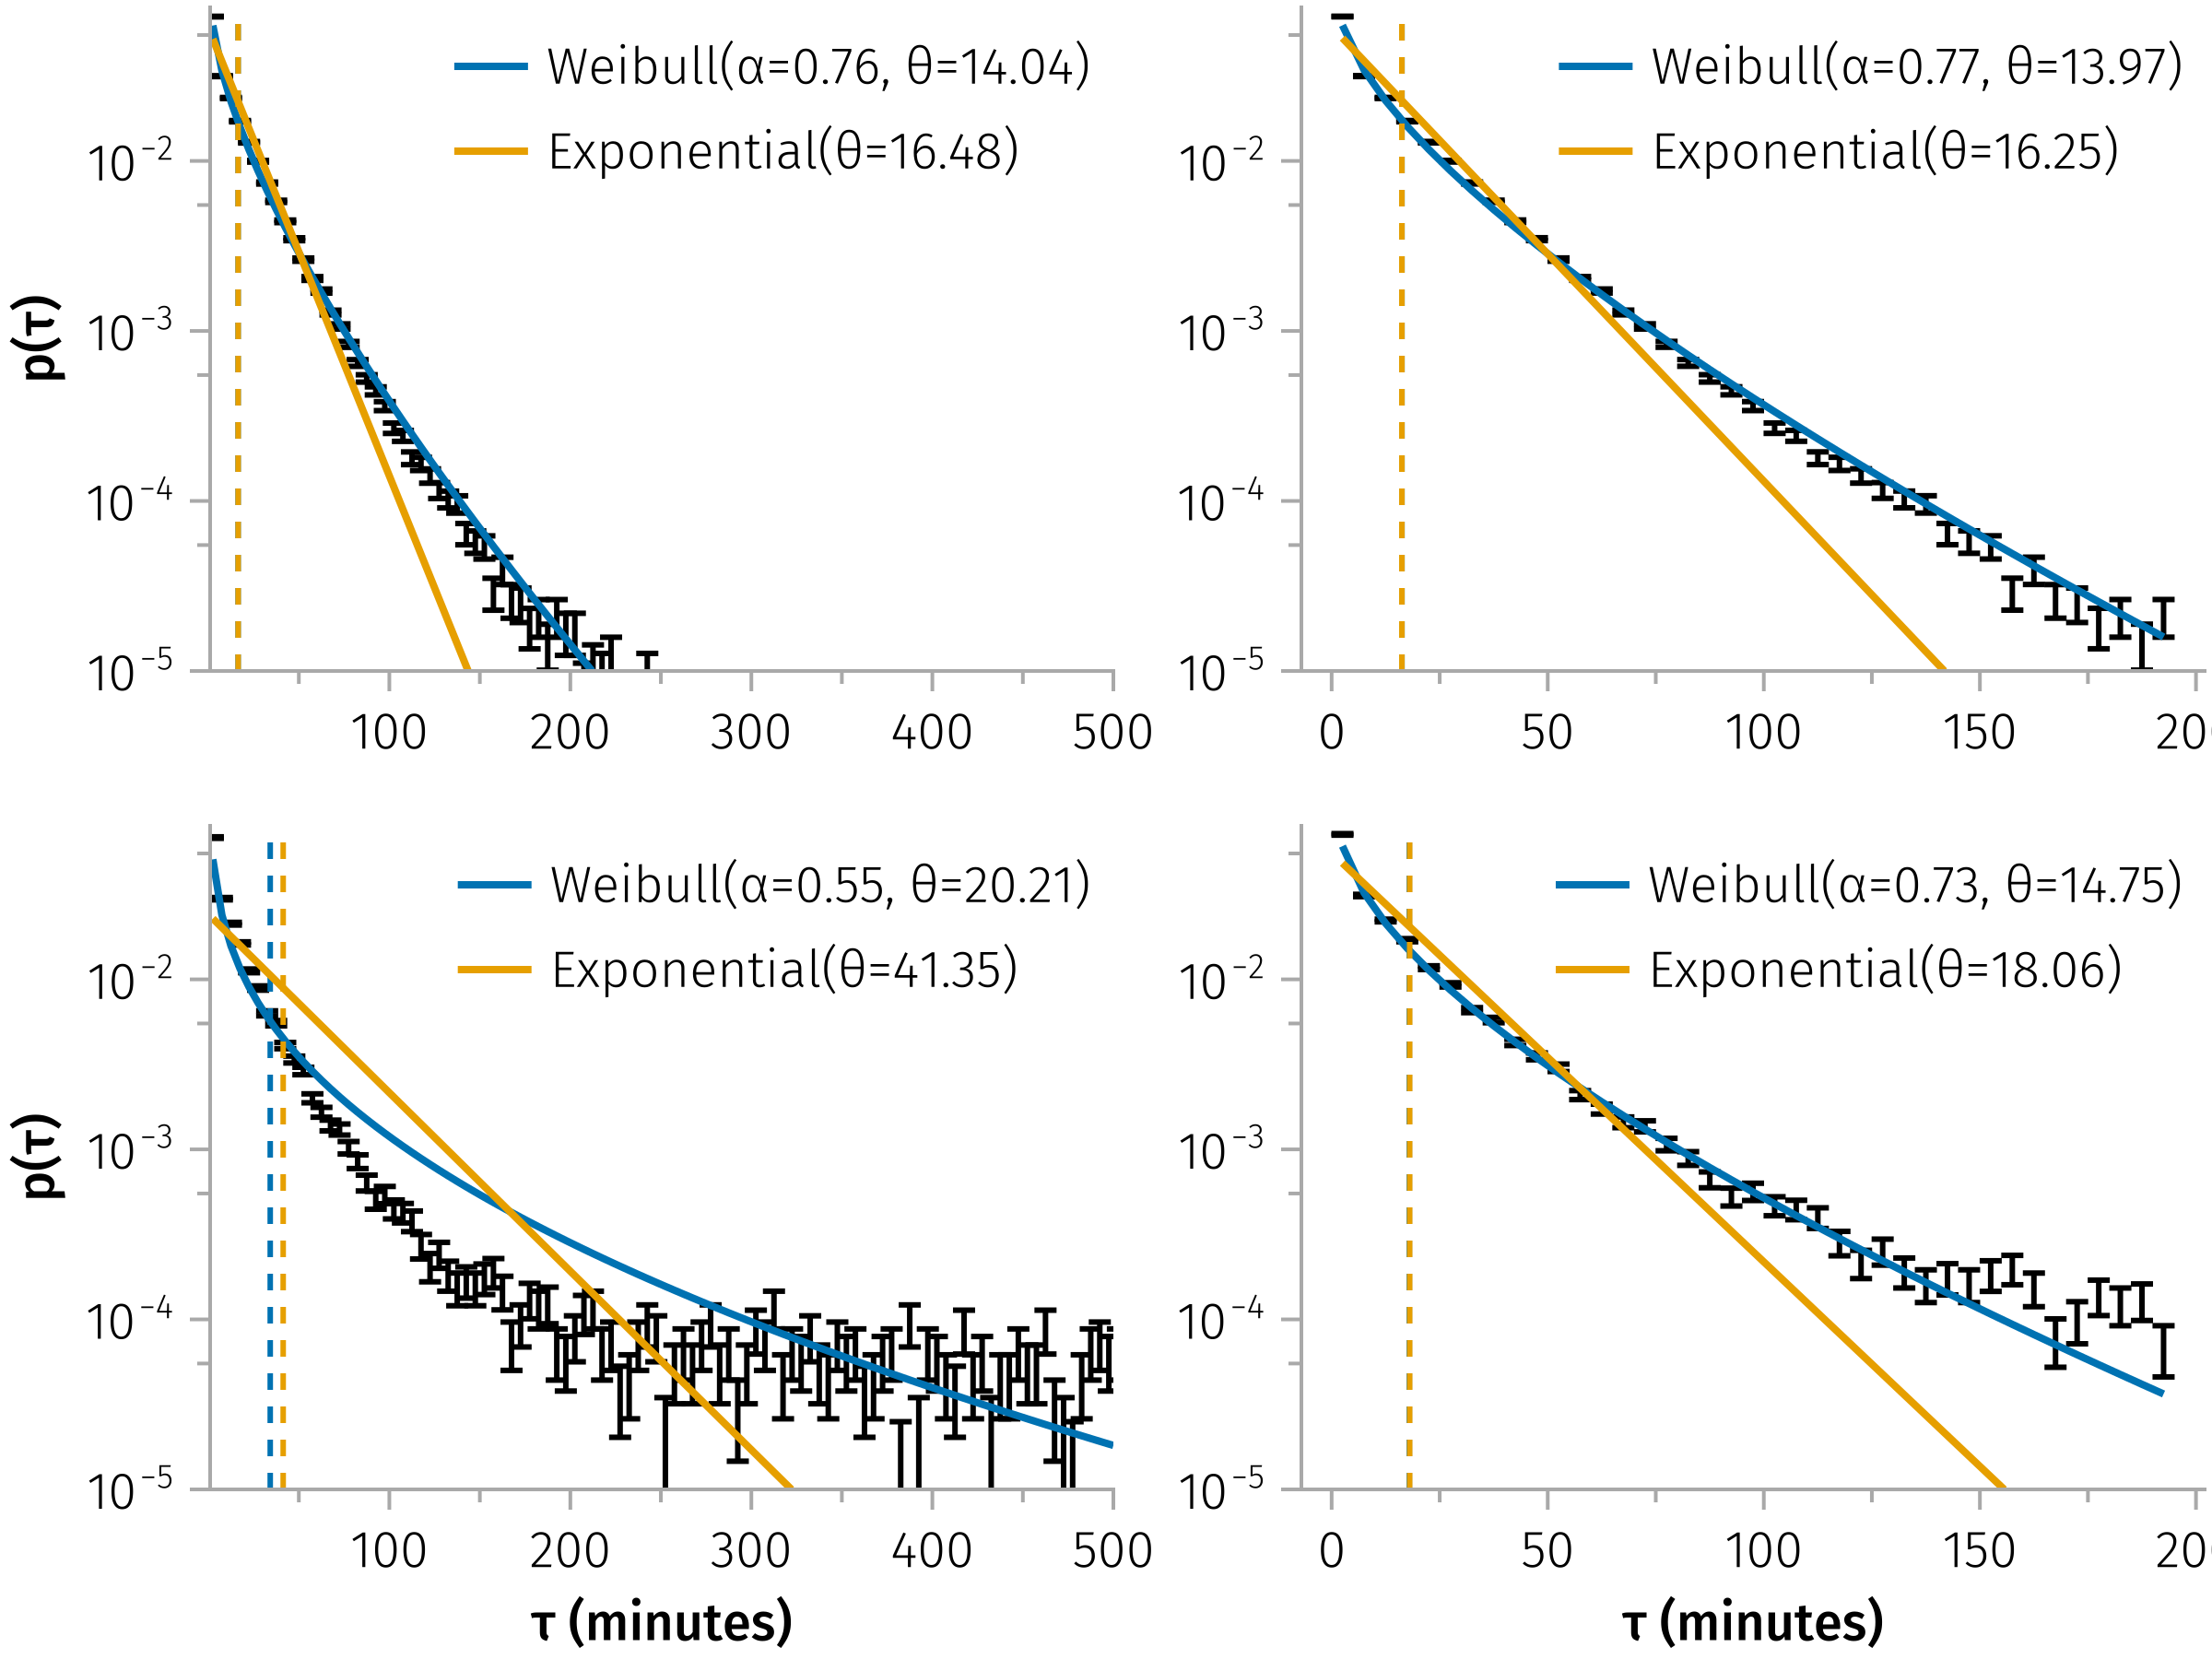 Weibull(α=0.76, θ=14.04)
Exponential(θ=16.48)
p(τ)
10⁻²
10⁻³
10⁻⁴
10⁻⁵
100 200 300 400 500
Weibull(α=0.77, θ=13.97)
Exponential(θ=16.25)
10⁻²
10⁻³
10⁻⁴
10⁻⁵
0 50 100 150
Weibull(α=0.55, θ=20.21)
Exponential(θ=41.35)
p(τ)
10⁻²
10⁻³
10⁻⁴
10⁻⁵
100 200 300 400 500
τ (minutes)
Weibull(α=0.73, θ=14.75)
Exponential(θ=18.06)
10⁻²
10⁻³
10⁻⁴
10⁻⁵
0 50 100 150
τ (minutes)